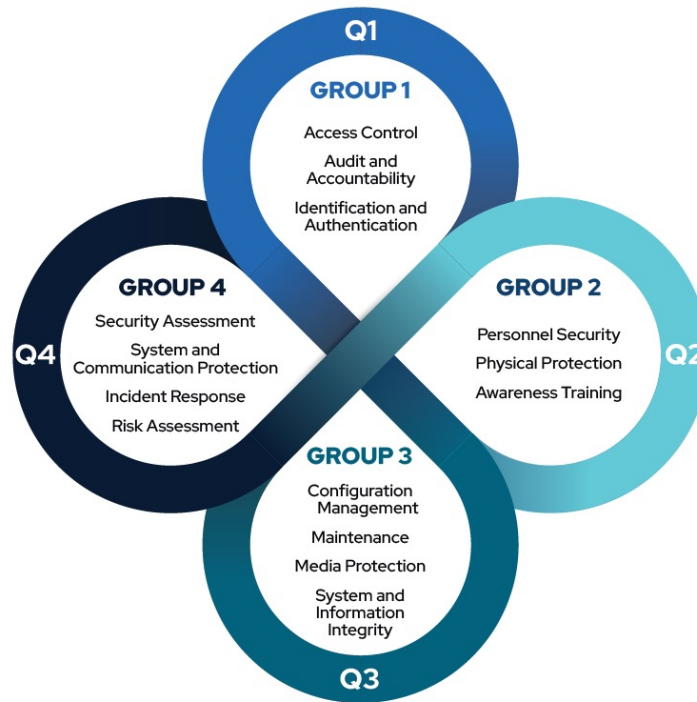 Q1
GROUP 1
Access Control
Audit and
Accountability
Identification and
Authentication
Q2
GROUP 2
Personnel Security
Physical Protection
Awareness Training
Q3
GROUP 3
Configuration
Management
Maintenance
Media Protection
System and
Information
Integrity
Q4
GROUP 4
Security Assessment
System and
Communication Protection
Incident Response
Risk Assessment